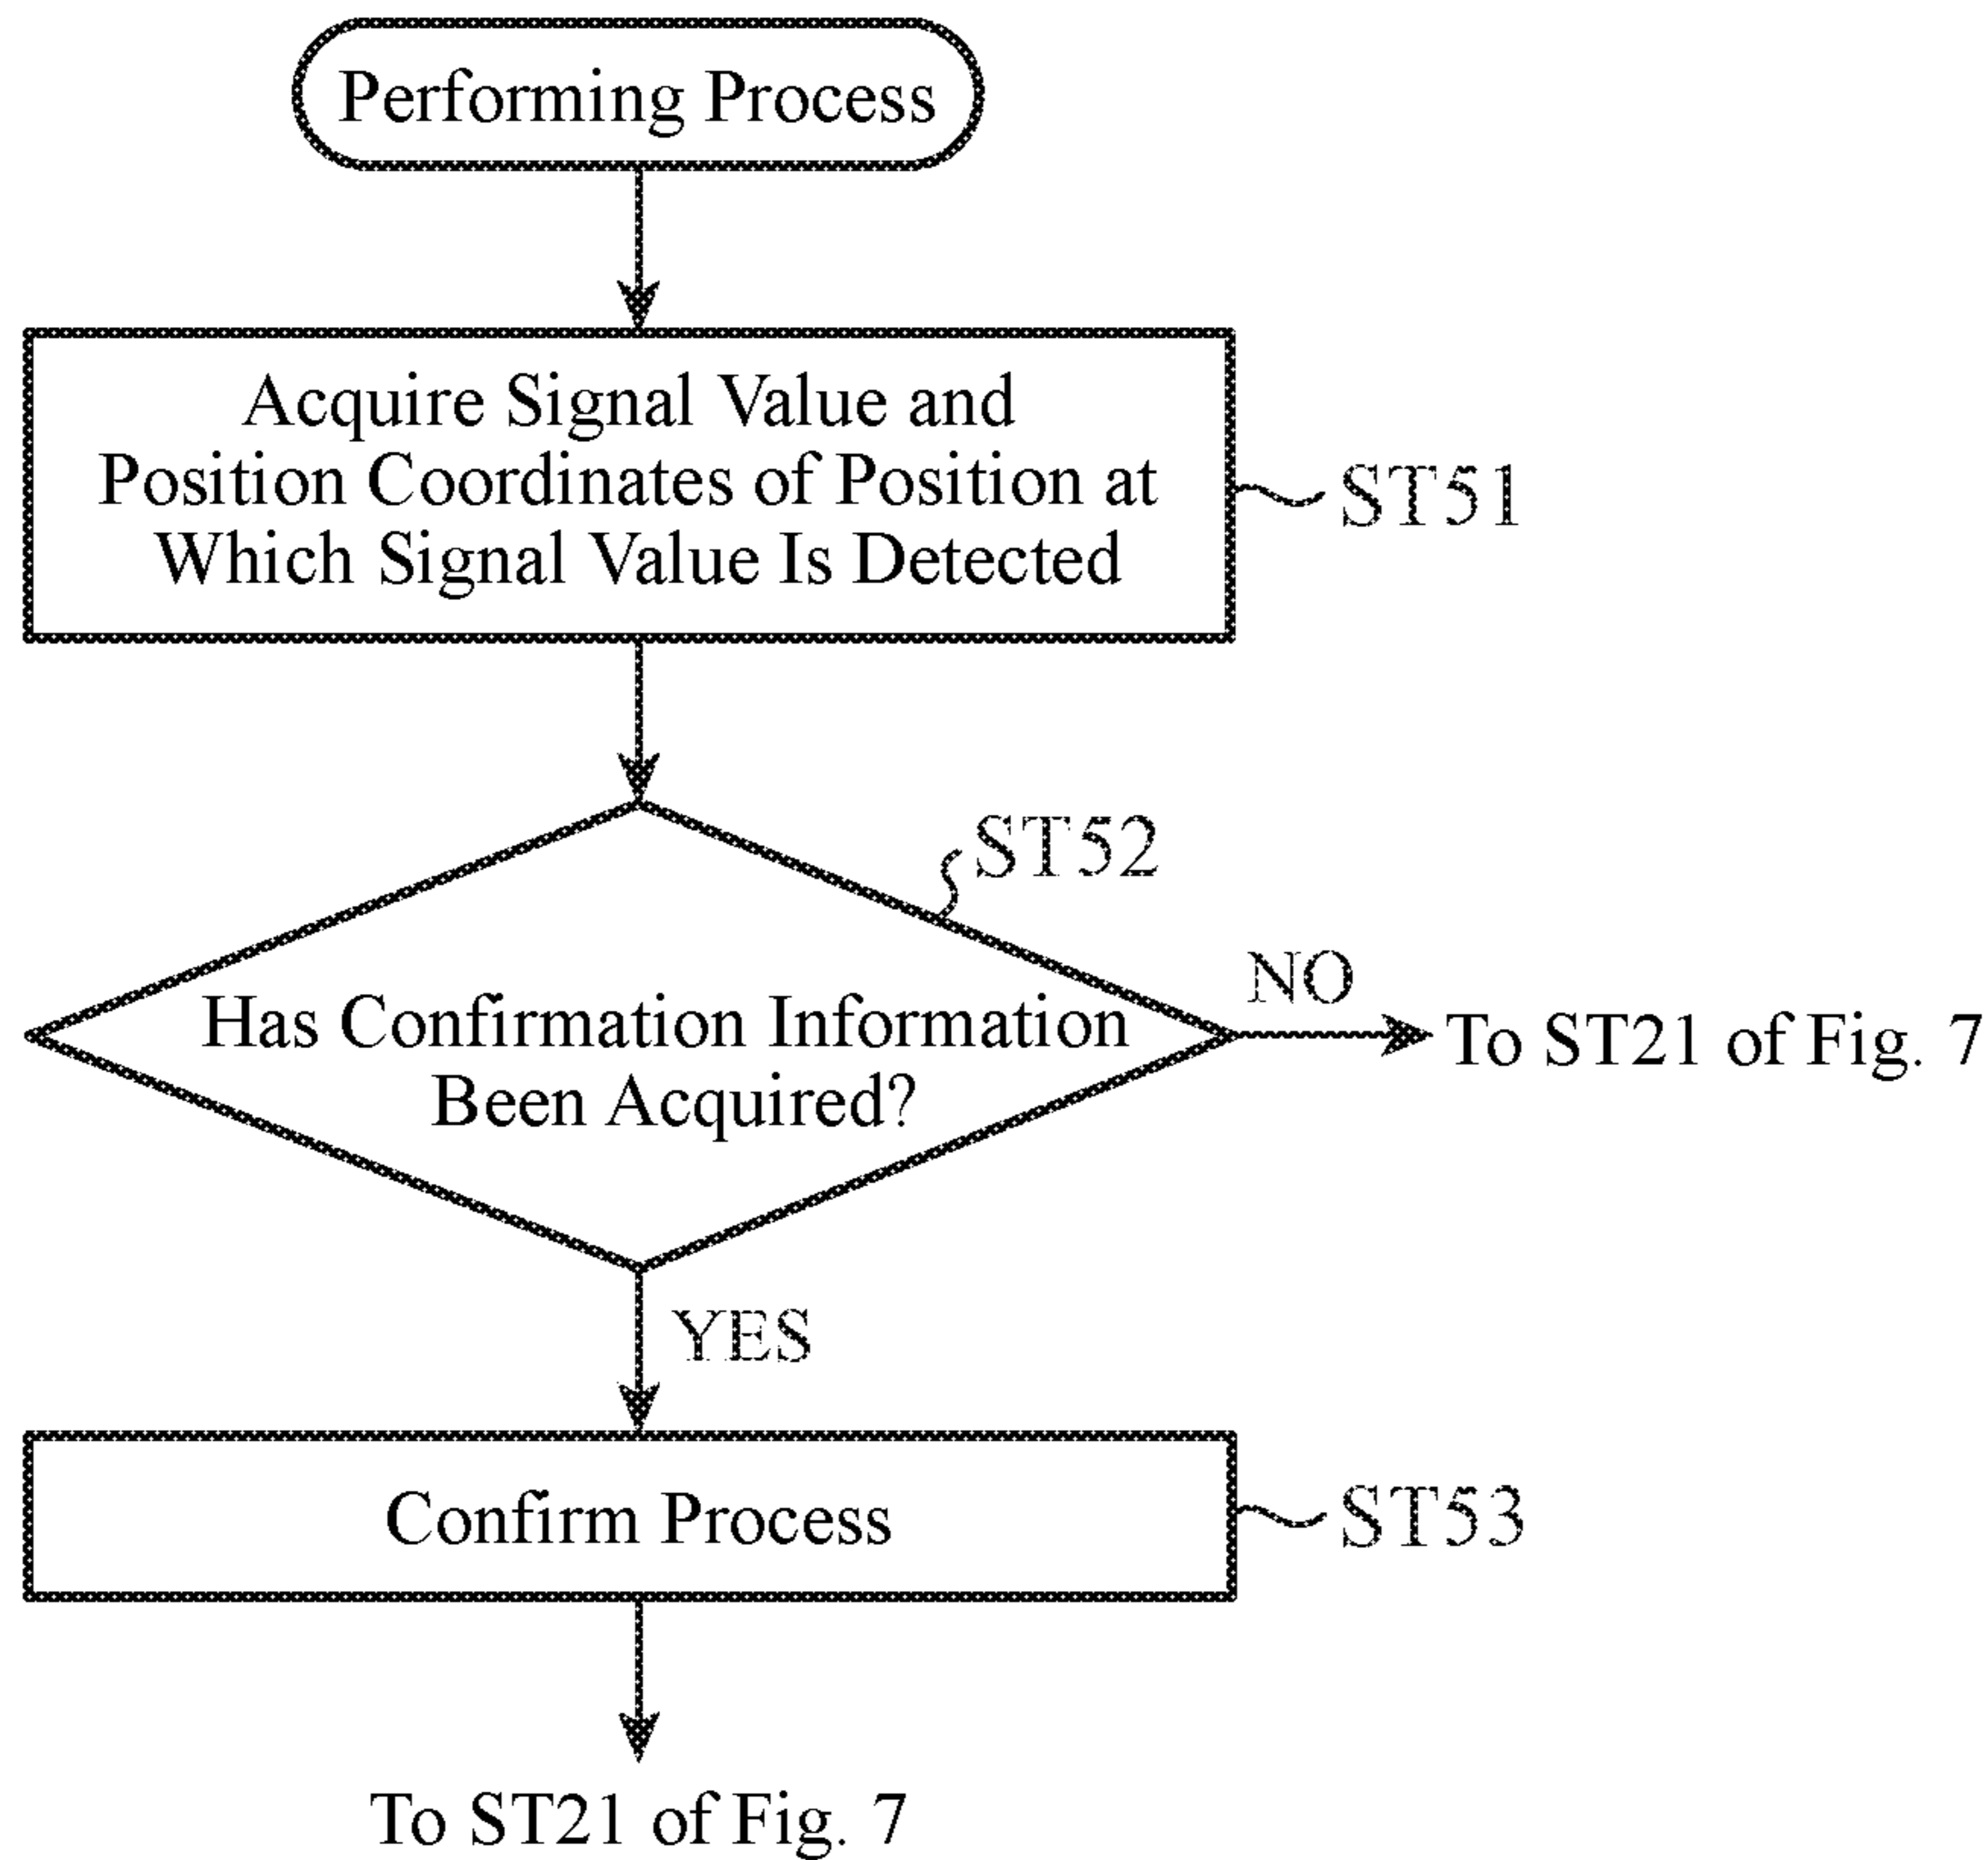 Performing Process
Acquire Signal Value and
Position Coordinates of Position at
Which Signal Value Is Detected
ST51
ST52
Has Confirmation Information
Been Acquired?
NO
To ST21 of Fig. 7
YES
Confirm Process
ST53
To ST21 of Fig. 7